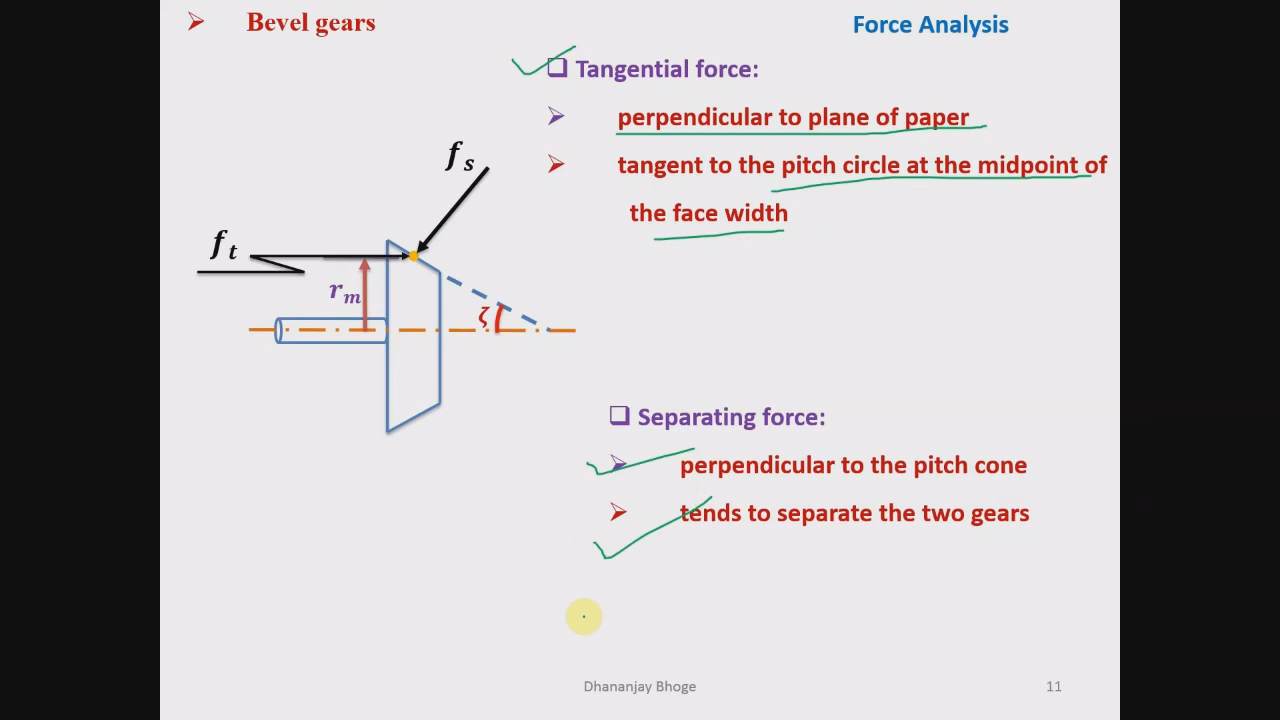 Bevel gears
Force Analysis
Tangential force:
perpendicular to plane of paper
tangent to the pitch circle at the midpoint of
the face width
f_s
f_t
r_m
ζ
Separating force:
perpendicular to the pitch cone
tends to separate the two gears
Dhananjay Bhoge
11